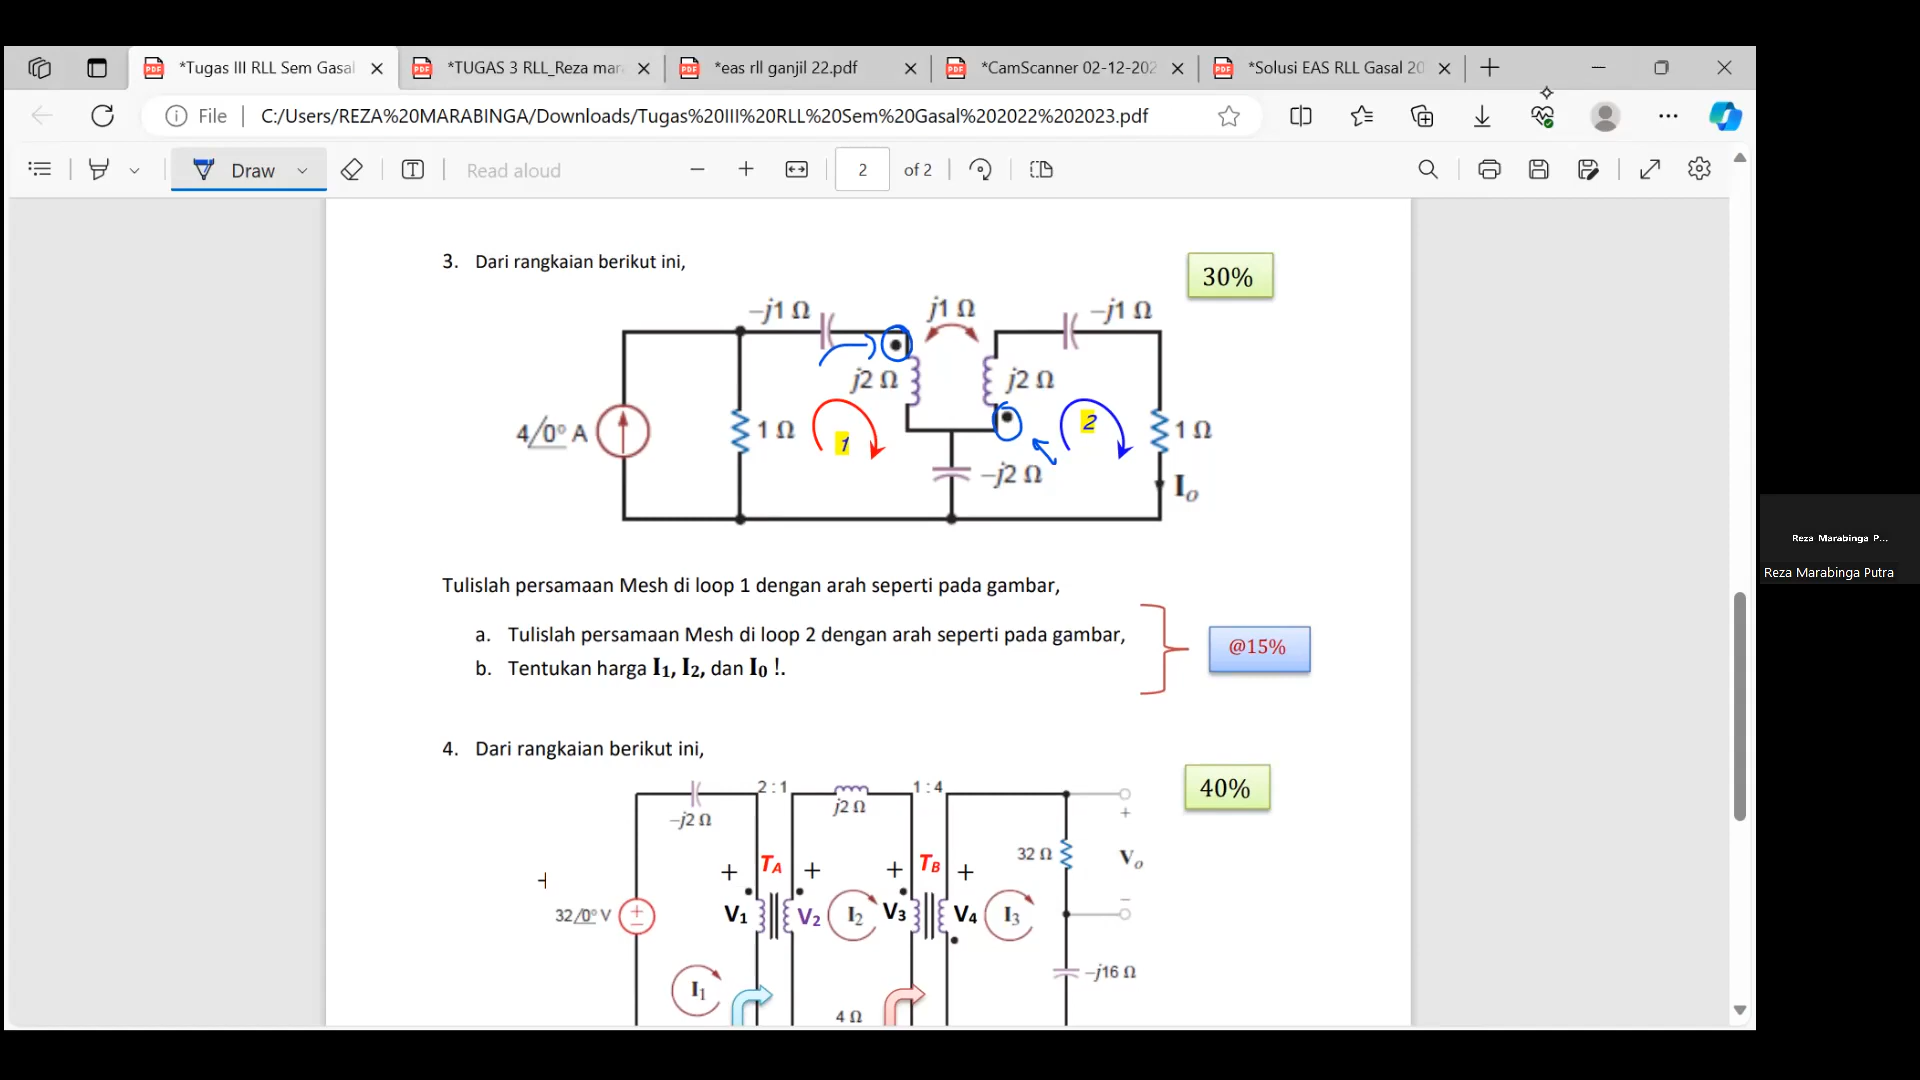 *Tugas III RLL Sem Gasal
*TUGAS 3 RLL_Reza mar
*eas rll ganjil 22.pdf
*CamScanner 02-12-202
*Solusi EAS RLL Gasal 20
File
C:/Users/REZA%20MARABINGA/Downloads/Tugas%20III%20RLL%20Sem%20Gasal%202022%202023.pdf
Draw
Read aloud
2 of 2
3. Dari rangkaian berikut ini,
30%
−j1 Ω
j1 Ω
−j1 Ω
j2 Ω
j2 Ω
4/0° A
1 Ω
1
2
1 Ω
−j2 Ω
Io
Tulislah persamaan Mesh di loop 1 dengan arah seperti pada gambar,
a. Tulislah persamaan Mesh di loop 2 dengan arah seperti pada gambar,
@15%
b. Tentukan harga I1, I2, dan I0 !.
4. Dari rangkaian berikut ini,
40%
2 : 1
1 : 4
−j2 Ω
j2 Ω
+
32 Ω
Vo
+ TA +
+ TB +
32/0° V
+
−
V1
V2
I2
V3
V4
I3
−
−j16 Ω
I1
4 Ω
Reza Marabinga P...
Reza Marabinga Putra